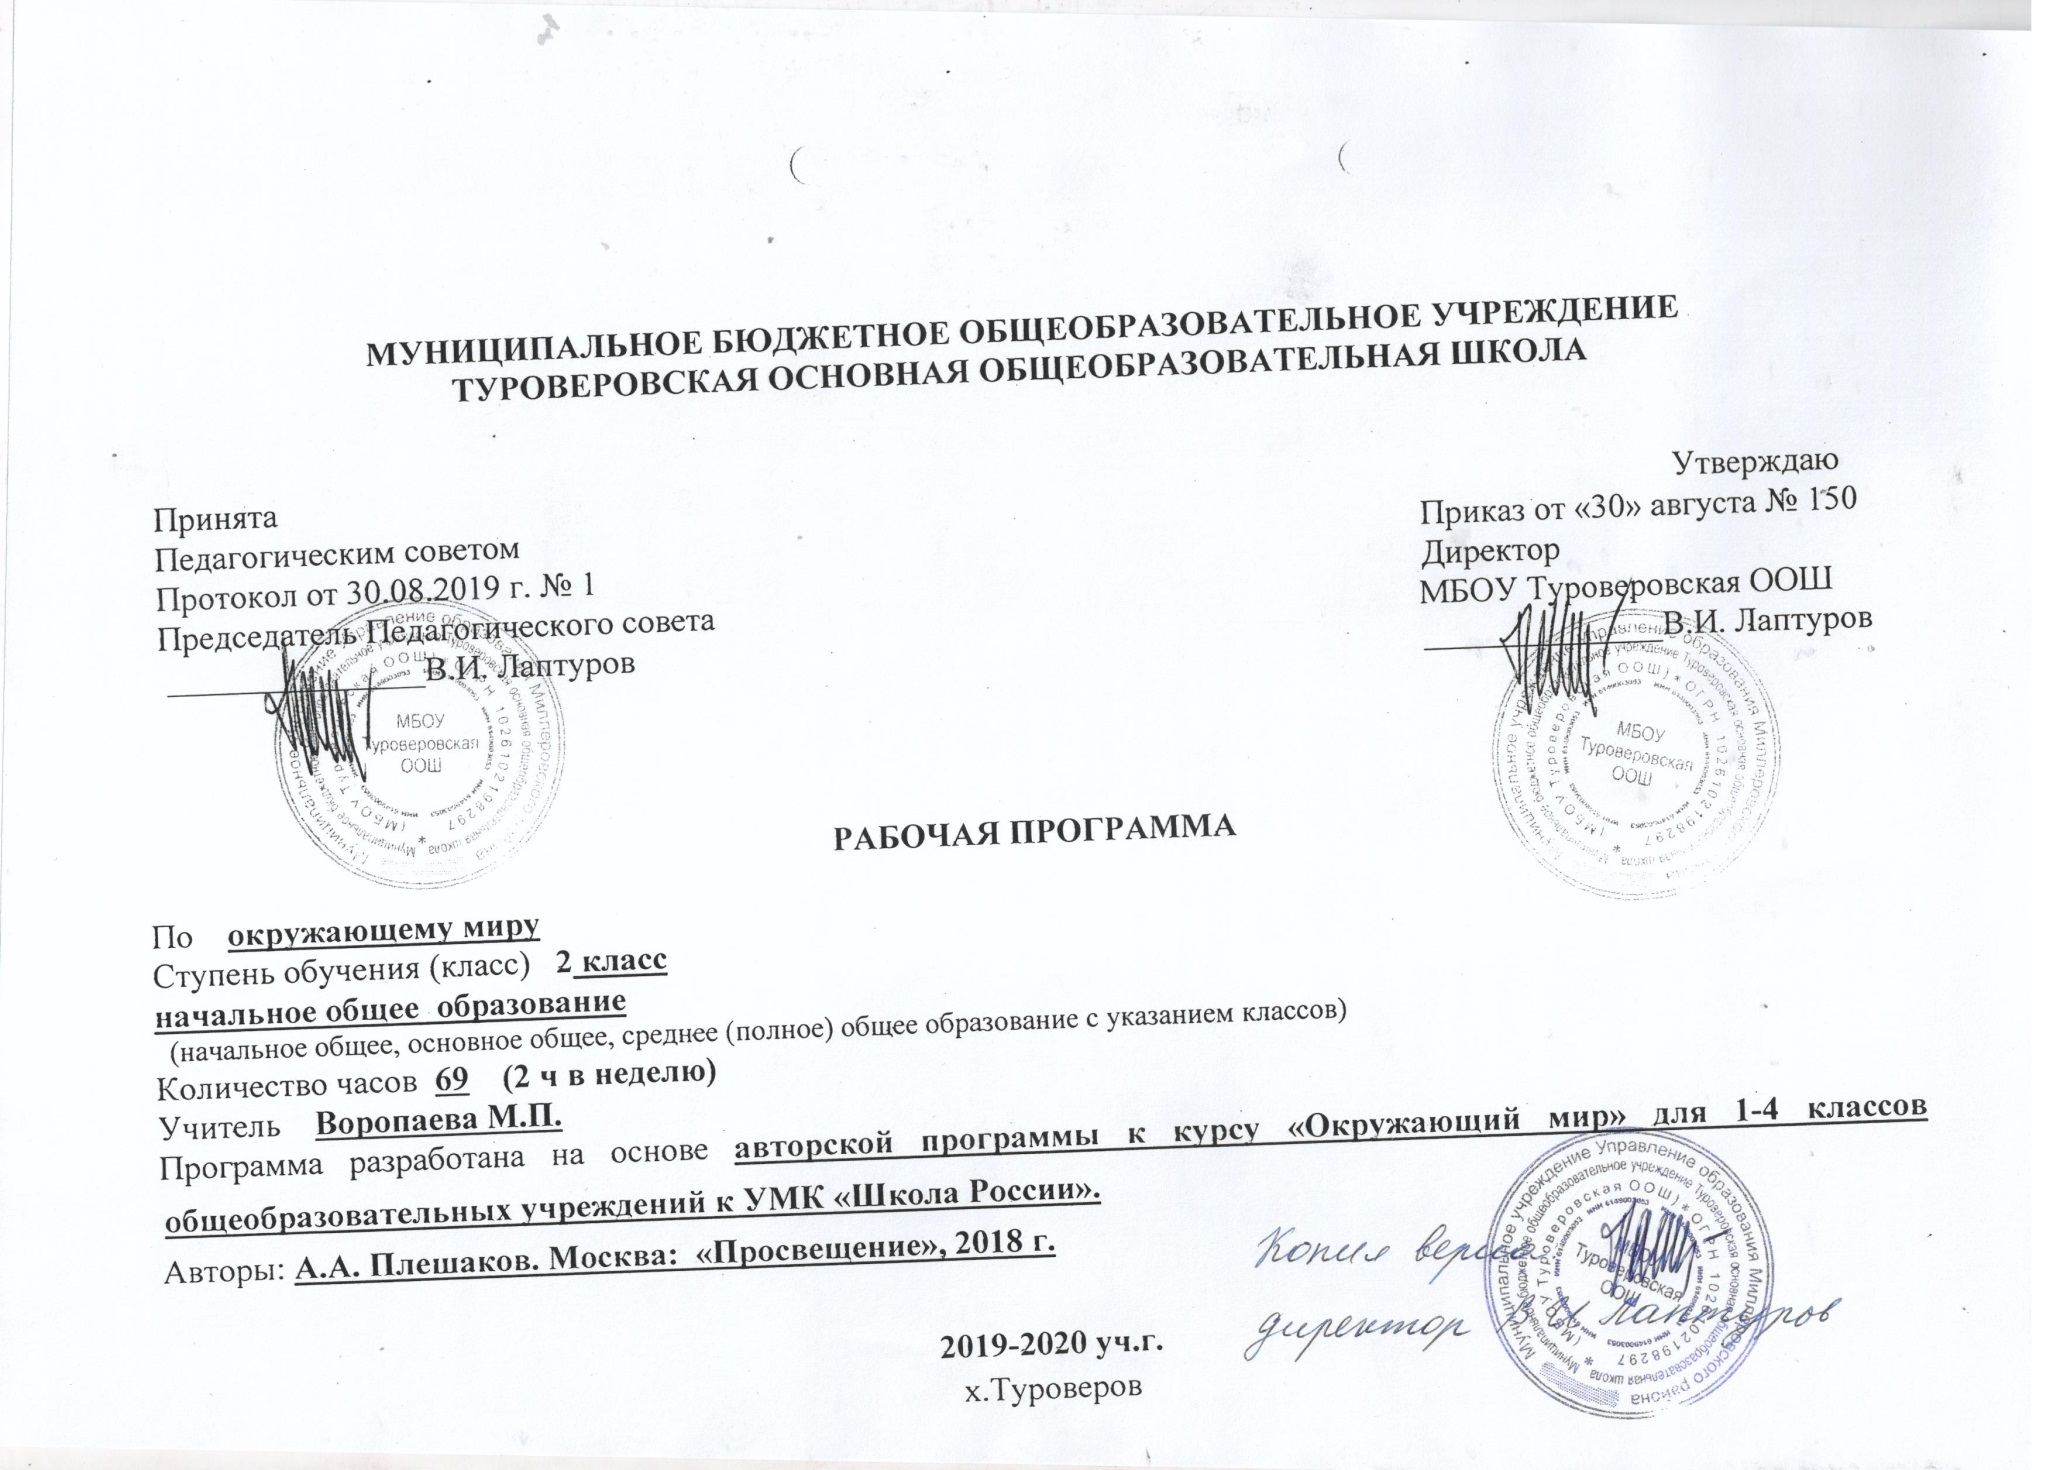 МУНИЦИПАЛЬНОЕ БЮДЖЕТНОЕ ОБЩЕОБРАЗОВАТЕЛЬНОЕ УЧРЕЖДЕНИЕ
ТУРОВЕРОВСКАЯ ОСНОВНАЯ ОБЩЕОБРАЗОВАТЕЛЬНАЯ ШКОЛА
Принята
Педагогическим советом
Протокол от 30.08.2019 г. № 1
Председатель Педагогического совета
В.И. Лаптуров
МБОУ
Туроверовская
ООШ
Утверждаю
Приказ от «30» августа № 150
Директор
МБОУ Туроверовская ООШ
В.И. Лаптуров
МБОУ
Туроверовская
ООШ
РАБОЧАЯ ПРОГРАММА
По окружающему миру
Ступень обучения (класс) 2 класс
начальное общее образование
(начальное общее, основное общее, среднее (полное) общее образование с указанием классов)
Количество часов 69 (2 ч в неделю)
Учитель Воропаева М.П.
Программа разработана на основе авторской программы к курсу «Окружающий мир» для 1-4 классов
общеобразовательных учреждений к УМК «Школа России».
Авторы: А.А. Плешаков. Москва: «Просвещение», 2018 г.
Копия верна
директор В.И. Лаптуров
Туроверовская
ООШ
2019-2020 уч.г.
х.Туроверов